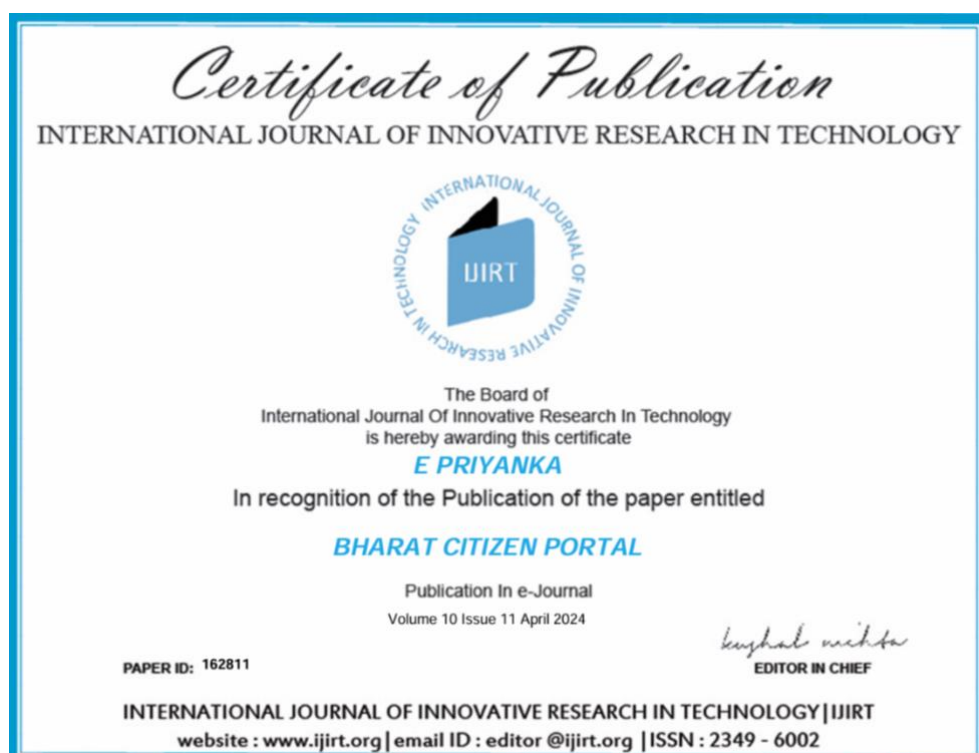 Certificate of Publication
INTERNATIONAL JOURNAL OF INNOVATIVE RESEARCH IN TECHNOLOGY
INTERNATIONAL JOURNAL OF INNOVATIVE RESEARCH IN TECHNOLOGY
IJIRT
The Board of
International Journal Of Innovative Research In Technology
is hereby awarding this certificate
E PRIYANKA
In recognition of the Publication of the paper entitled
BHARAT CITIZEN PORTAL
Publication In e-Journal
Volume 10 Issue 11 April 2024
kushal mehta
PAPER ID: 162811
EDITOR IN CHIEF
INTERNATIONAL JOURNAL OF INNOVATIVE RESEARCH IN TECHNOLOGY|IJIRT
website : www.ijirt.org| email ID : editor @ijirt.org |ISSN : 2349 - 6002